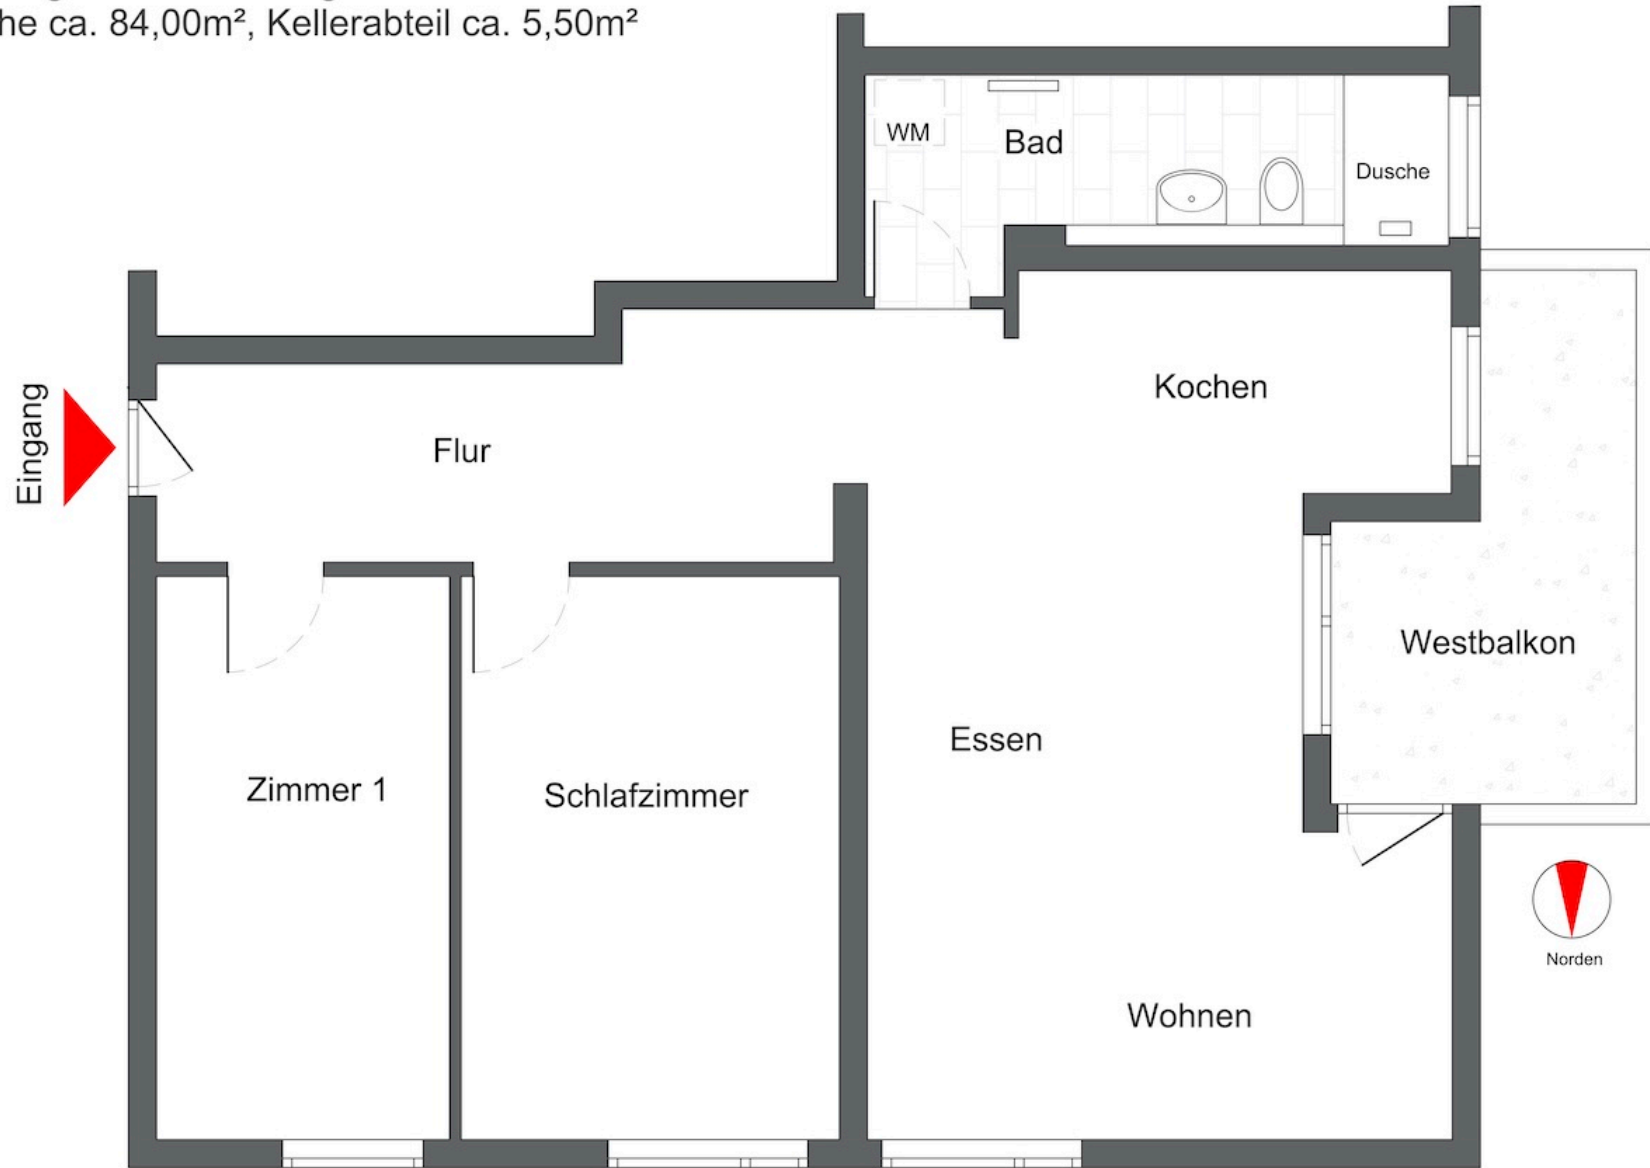 he ca. 84,00m², Kellerabteil ca. 5,50m²
WM
Bad
Dusche
Kochen
Eingang
Flur
Westbalkon
Essen
Zimmer 1
Schlafzimmer
Norden
Wohnen